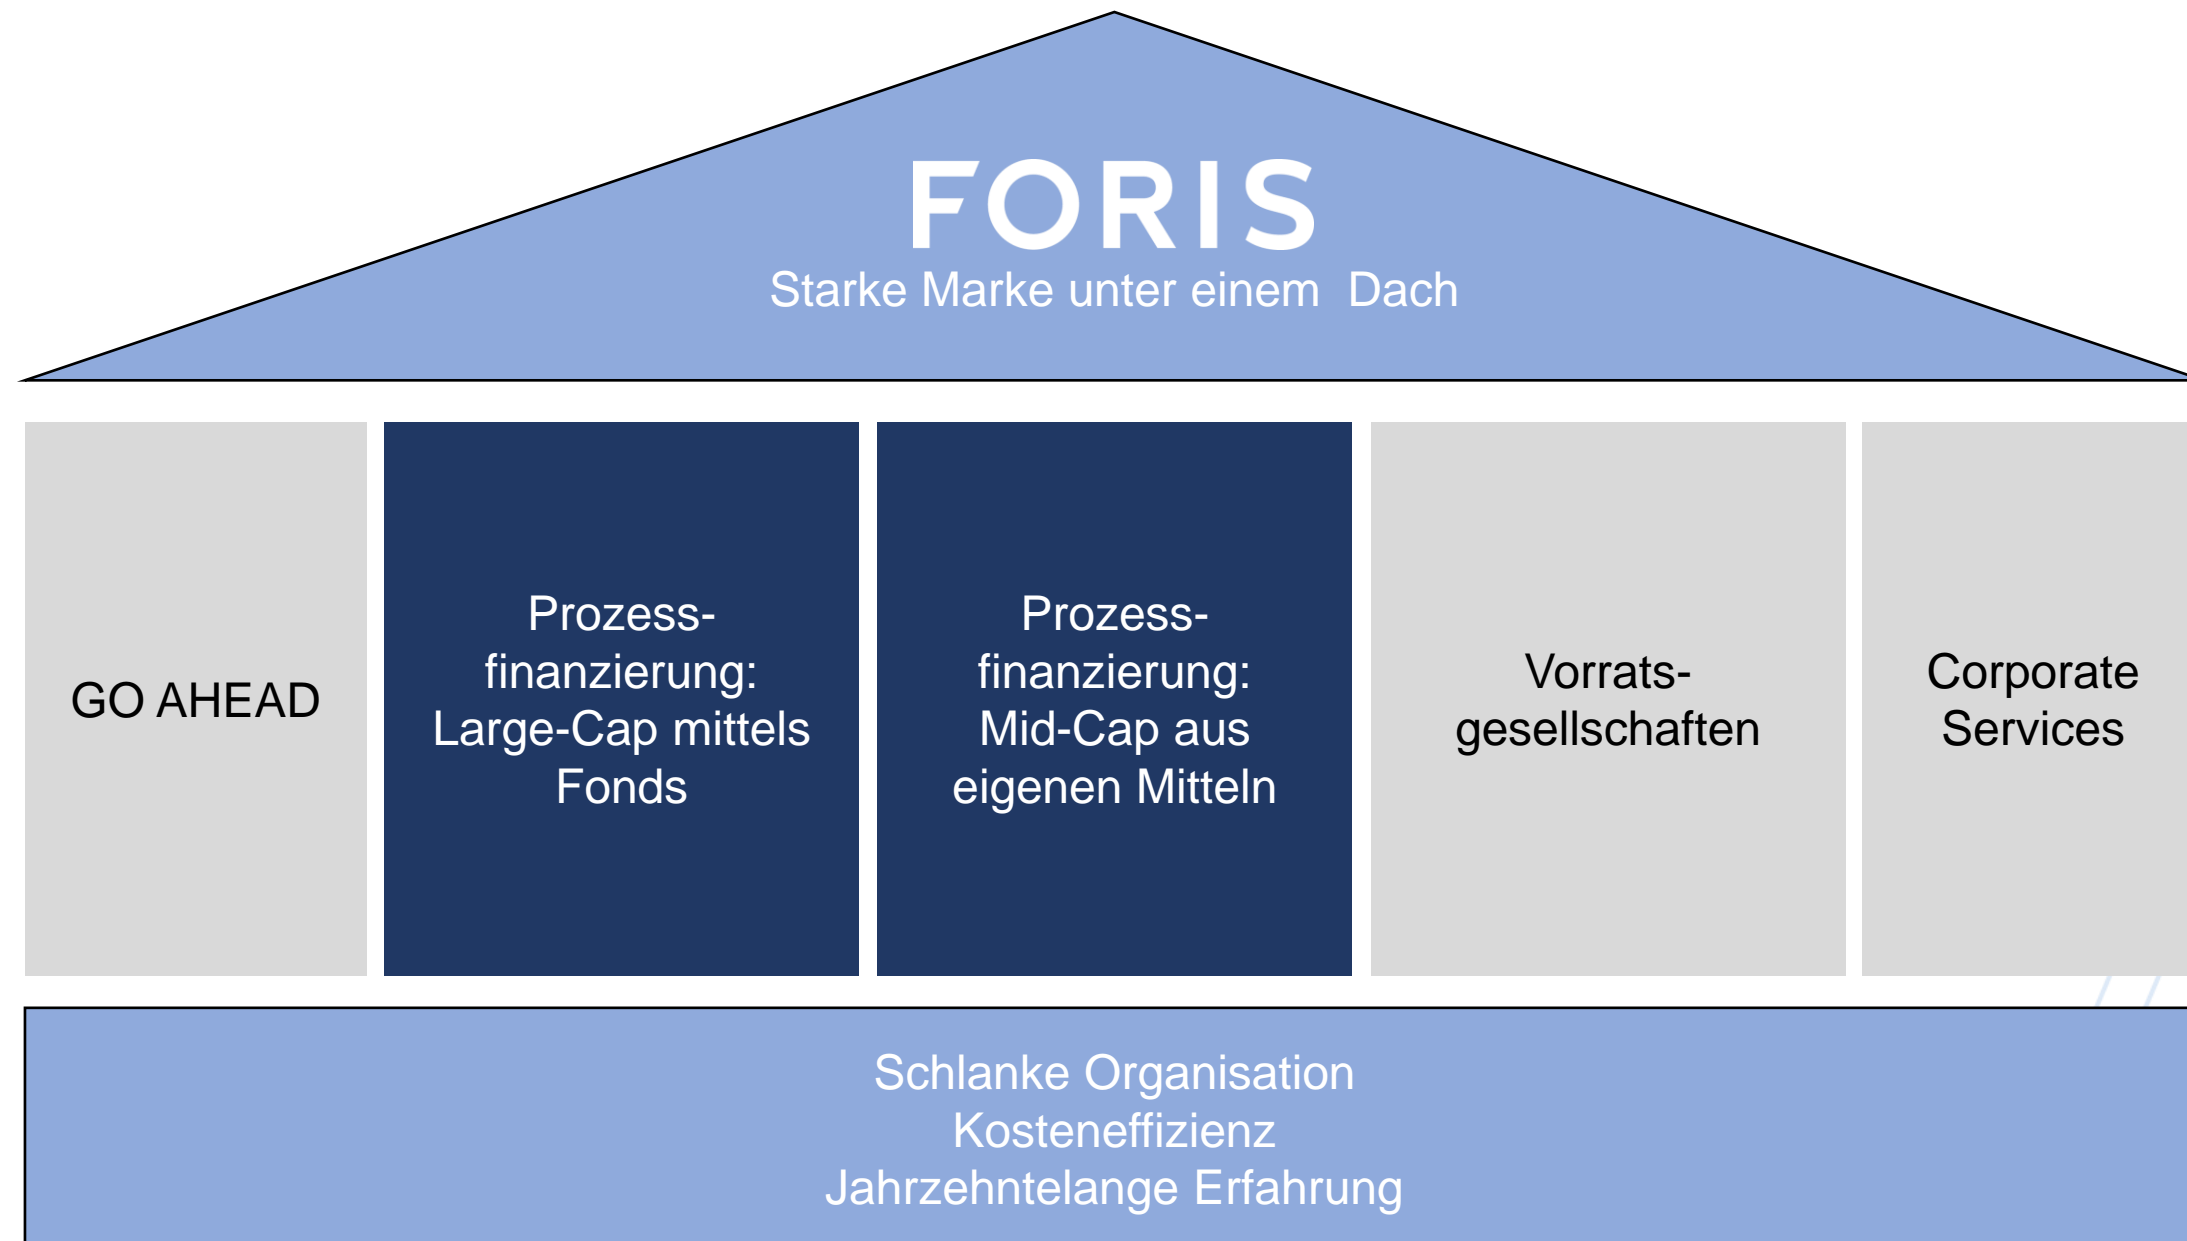 FORIS
Starke Marke unter einem Dach
GO AHEAD
Prozess-
finanzierung:
Large-Cap mittels
Fonds
Prozess-
finanzierung:
Mid-Cap aus
eigenen Mitteln
Vorrats-
gesellschaften
Corporate
Services
Schlanke Organisation
Kosteneffizienz
Jahrzehntelange Erfahrung